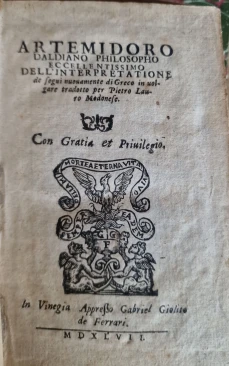 ARTEMIDORO
DALDIANO PHILOSOPHO
ECCELLENTISSIMO
DELL'INTERPRETATIONE
de sogni nuouamente di Greco in uol-
gare tradotto per Pietro Lau-
ro Modonese.
Con Gratia et Priuilegio.
G F
In Vinegia Appresso Gabriel Giolito
de Ferrari.
MDXLVII.